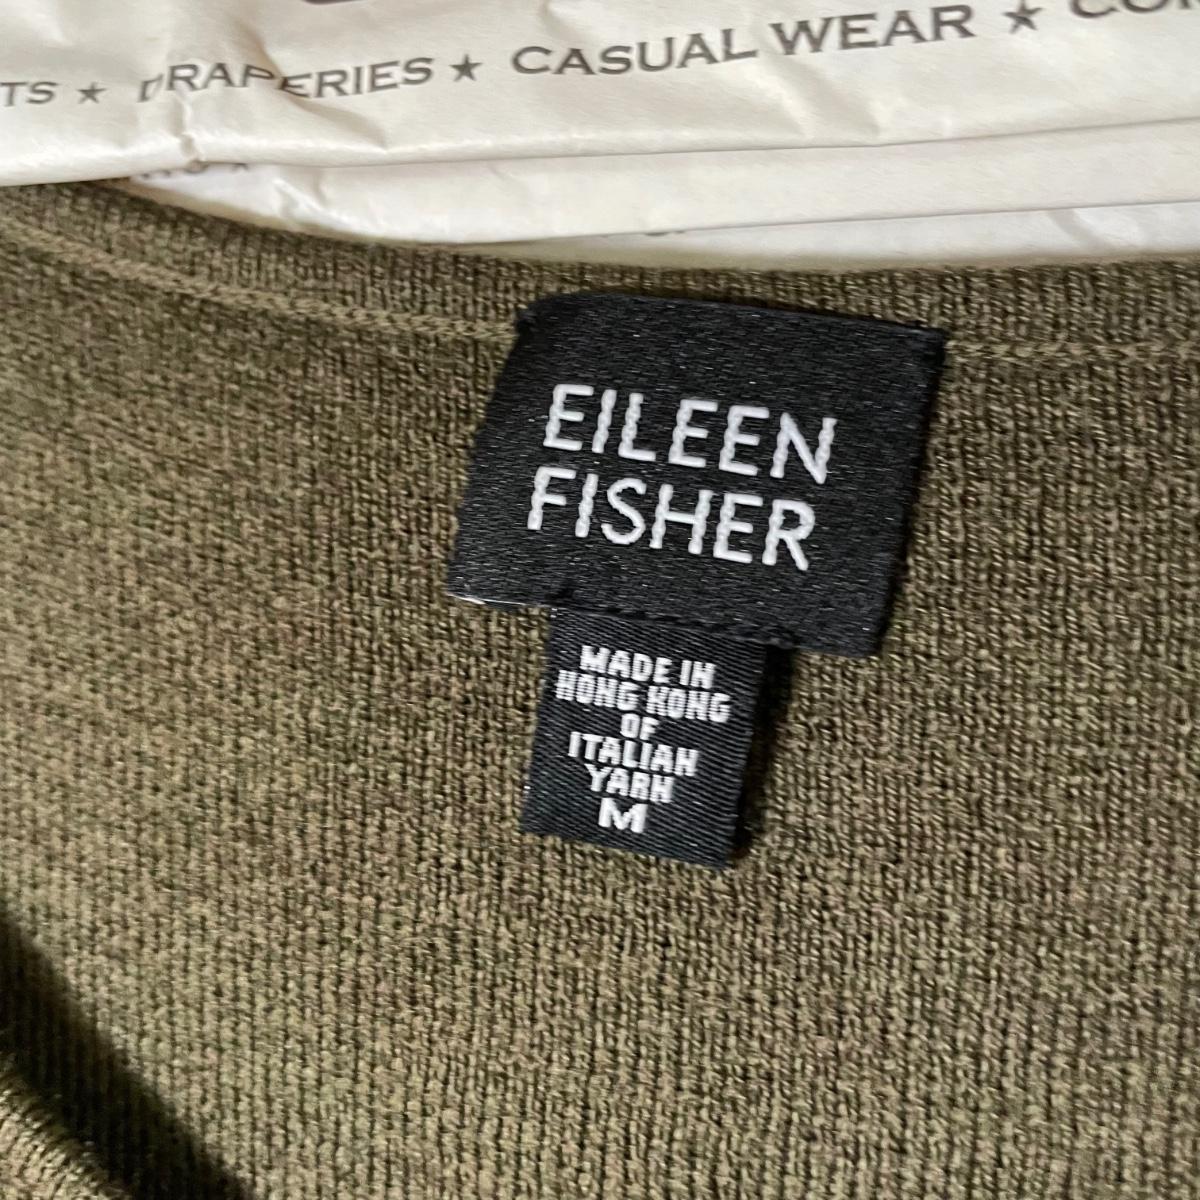 TS ★ DRAPERIES ★ CASUAL WEAR ★
EILEEN
FISHER
MADE IN
HONG KONG
OF
ITALIAN
YARN
M